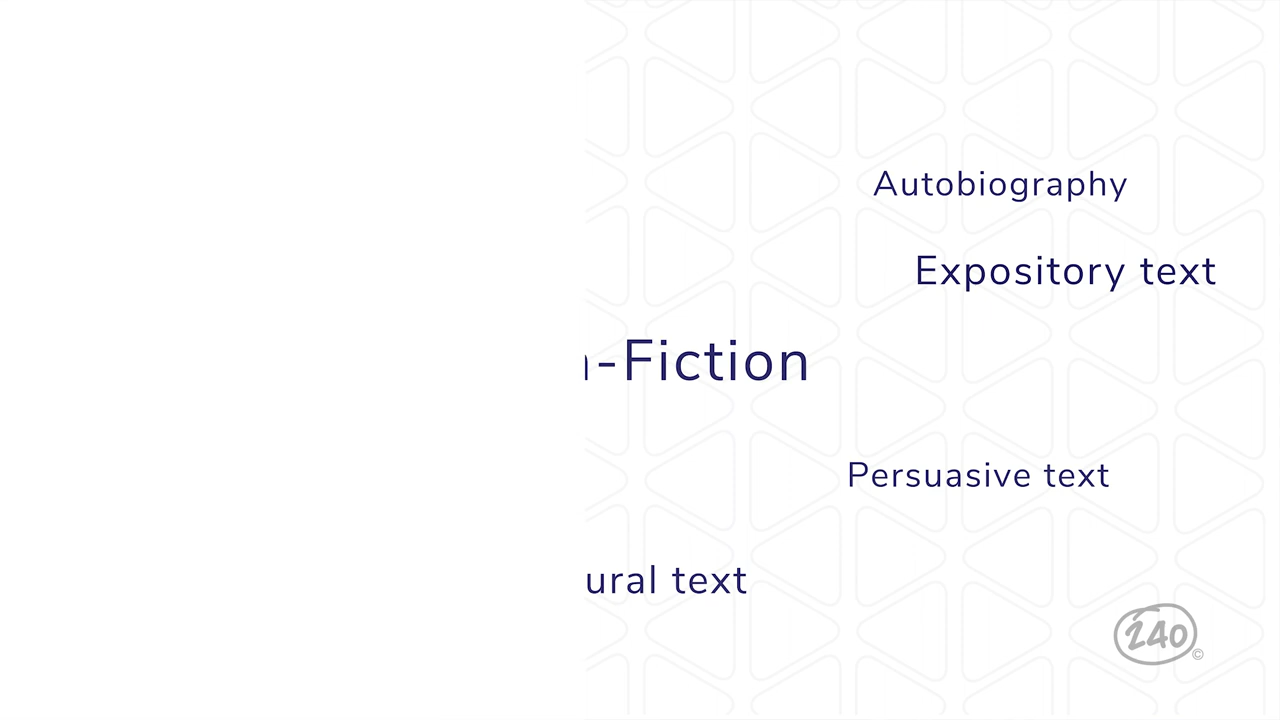 Autobiography
Expository text
-Fiction
Persuasive text
ural text
240
©